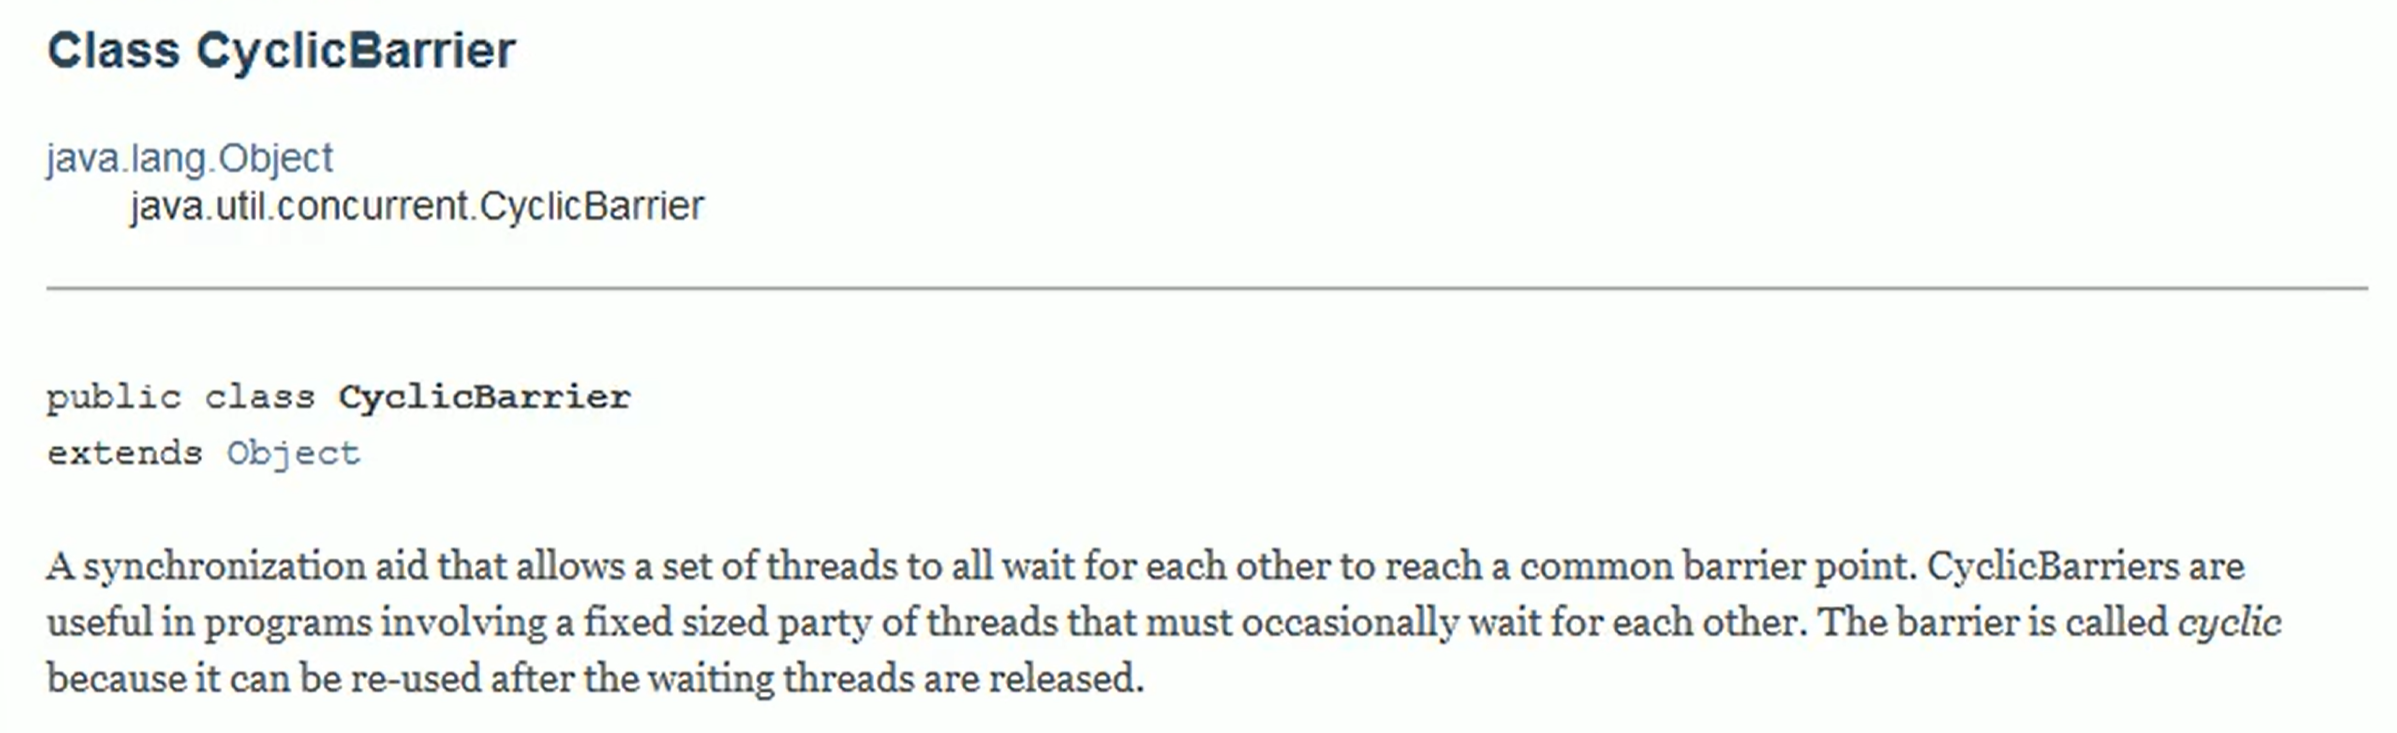 Class CyclicBarrier
java.lang.Object
java.util.concurrent.CyclicBarrier
public class CyclicBarrier
extends Object
A synchronization aid that allows a set of threads to all wait for each other to reach a common barrier point. CyclicBarriers are
useful in programs involving a fixed sized party of threads that must occasionally wait for each other. The barrier is called cyclic
because it can be re-used after the waiting threads are released.